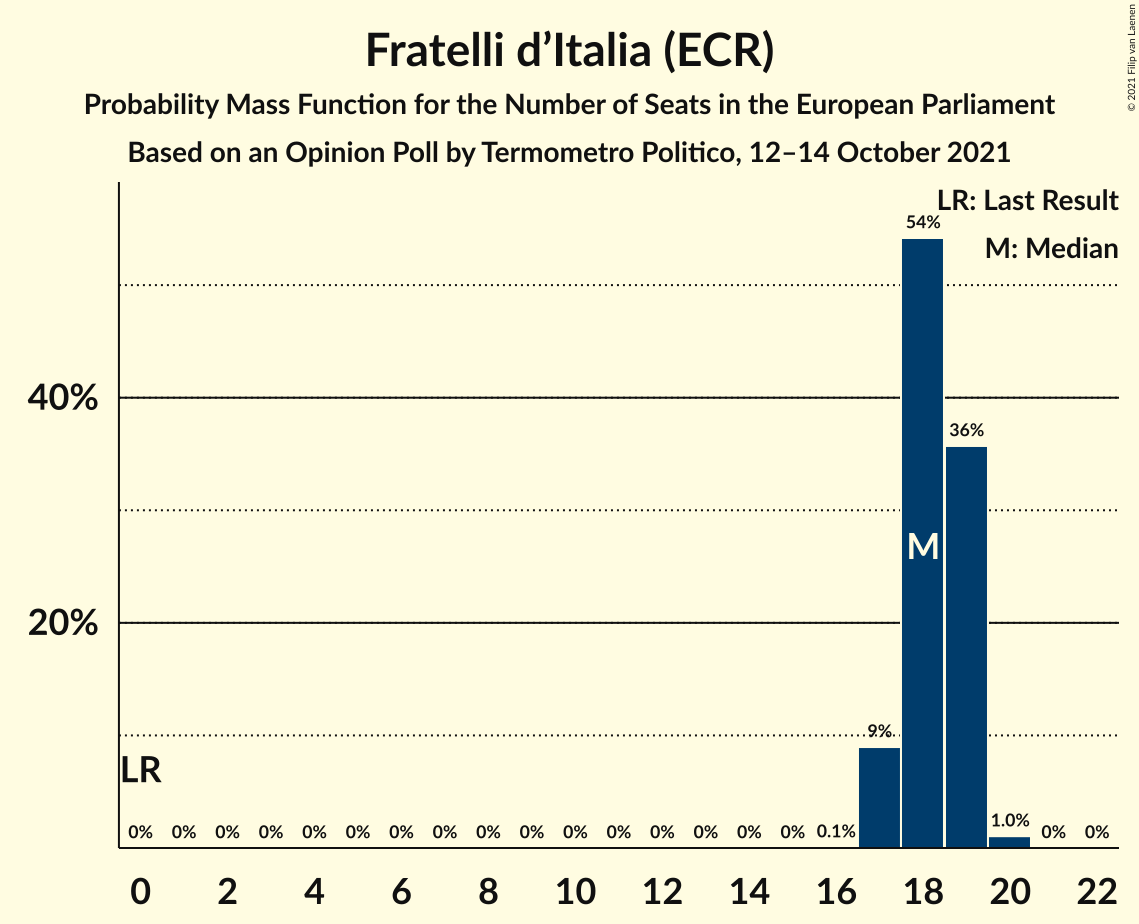 Fratelli d’Italia (ECR)
Probability Mass Function for the Number of Seats in the European Parliament
Based on an Opinion Poll by Termometro Politico, 12–14 October 2021
© 2021 Filip van Laenen
LR: Last Result
M: Median
54%
40%
36%
M
20%
9%
LR
0% 0% 0% 0% 0% 0% 0% 0% 0% 0% 0% 0% 0% 0% 0% 0% 0.1% 1.0% 0% 0%
0 2 4 6 8 10 12 14 16 18 20 22